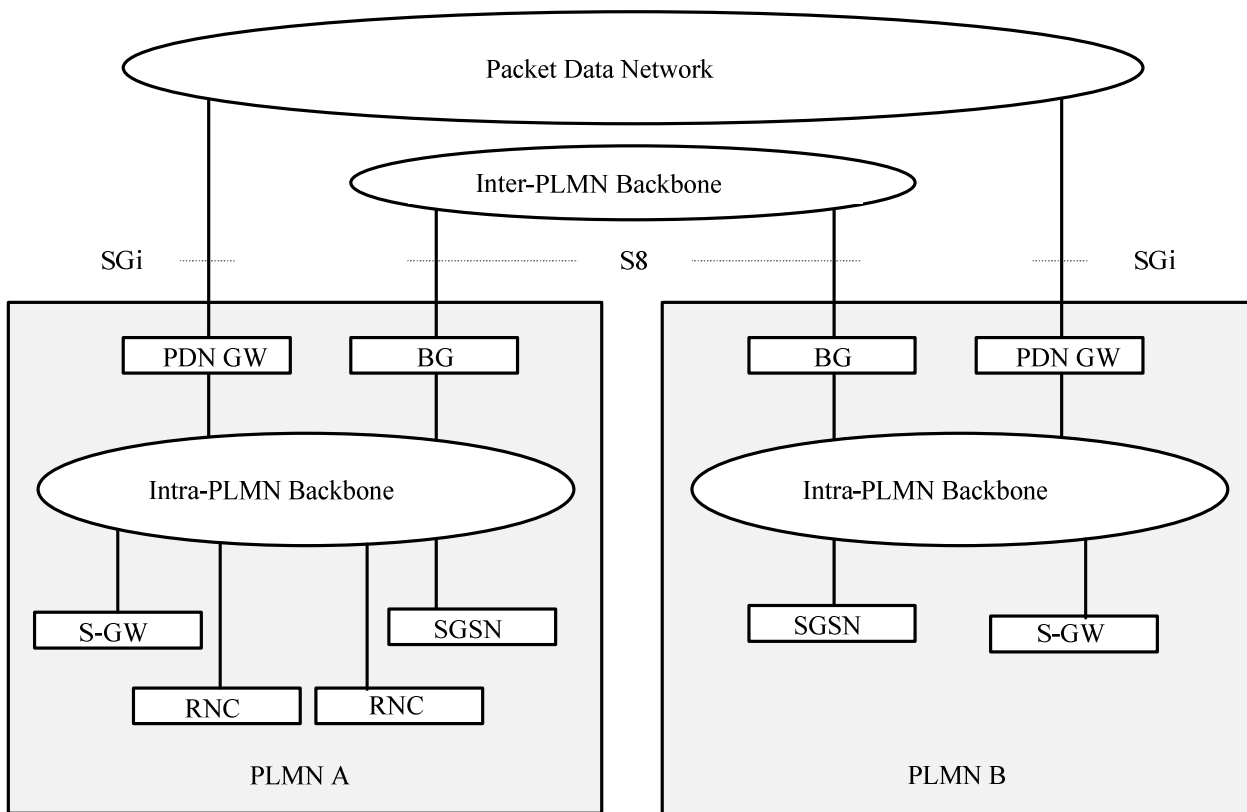 Packet Data Network
Inter-PLMN Backbone
SGi
S8
SGi
PDN GW
BG
BG
PDN GW
Intra-PLMN Backbone
Intra-PLMN Backbone
S-GW
SGSN
SGSN
S-GW
RNC
RNC
PLMN A
PLMN B